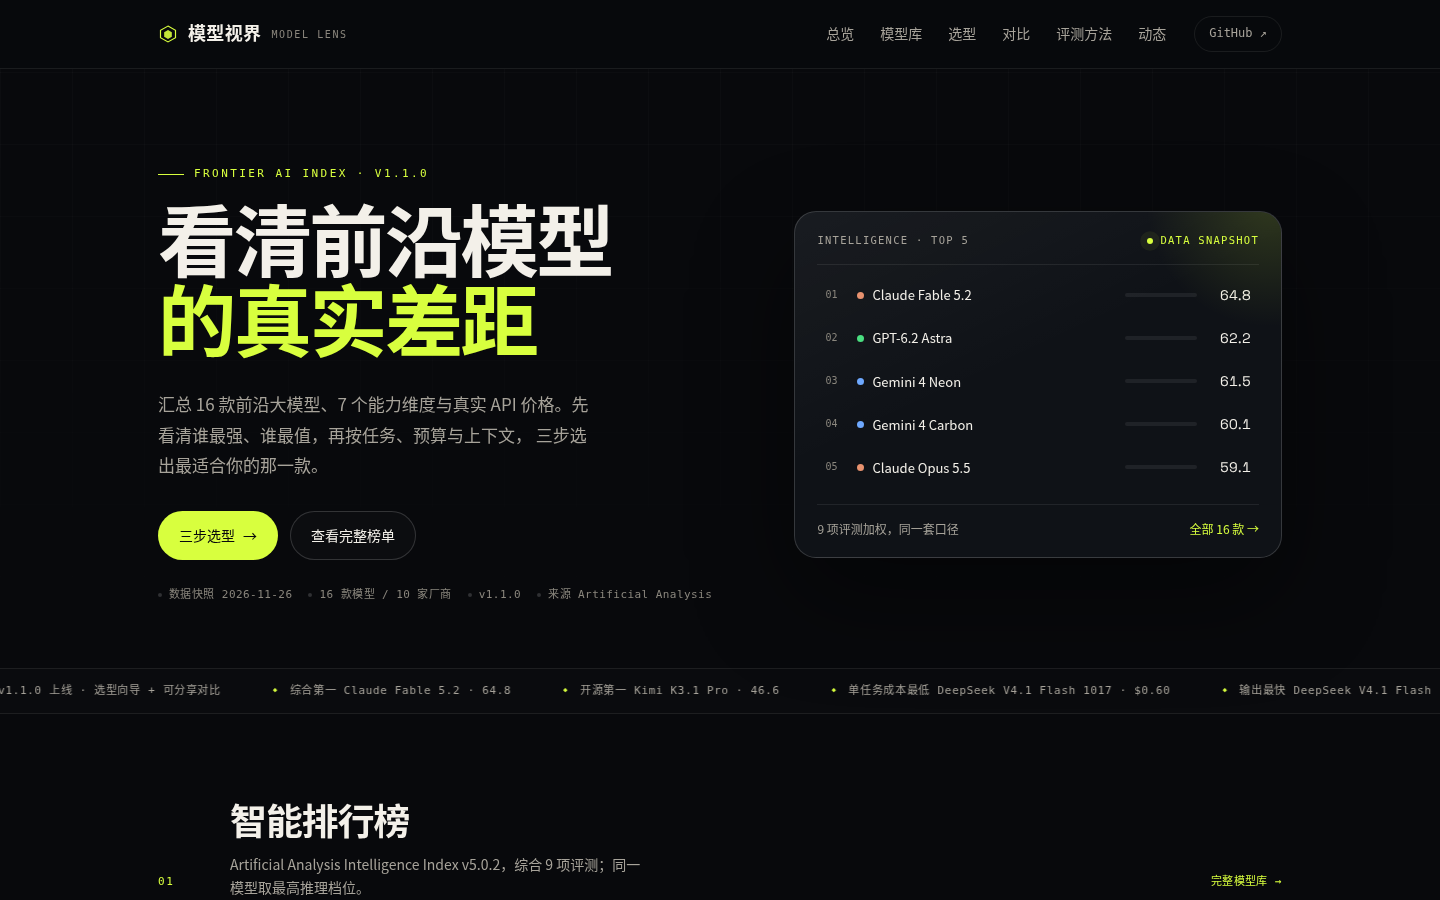 模型视界 MODEL LENS
总览 模型库 选型 对比 评测方法 动态 GitHub ↗
FRONTIER AI INDEX · V1.1.0
看清前沿模型
的真实差距
汇总 16 款前沿大模型、7 个能力维度与真实 API 价格。先
看清谁最强、谁最值，再按任务、预算与上下文， 三步选
出最适合你的那一款。
三步选型 →
查看完整榜单
数据快照 2026-11-26
16 款模型 / 10 家厂商
v1.1.0
来源 Artificial Analysis
INTELLIGENCE · TOP 5
DATA SNAPSHOT
01 Claude Fable 5.2 64.8
02 GPT-6.2 Astra 62.2
03 Gemini 4 Neon 61.5
04 Gemini 4 Carbon 60.1
05 Claude Opus 5.5 59.1
9 项评测加权，同一套口径
全部 16 款 →
v1.1.0 上线 · 选型向导 + 可分享对比
综合第一 Claude Fable 5.2 · 64.8
开源第一 Kimi K3.1 Pro · 46.6
单任务成本最低 DeepSeek V4.1 Flash 1017 · $0.60
输出最快 DeepSeek V4.1 Flash
01
智能排行榜
Artificial Analysis Intelligence Index v5.0.2，综合 9 项评测；同一
模型取最高推理档位。
完整模型库 →